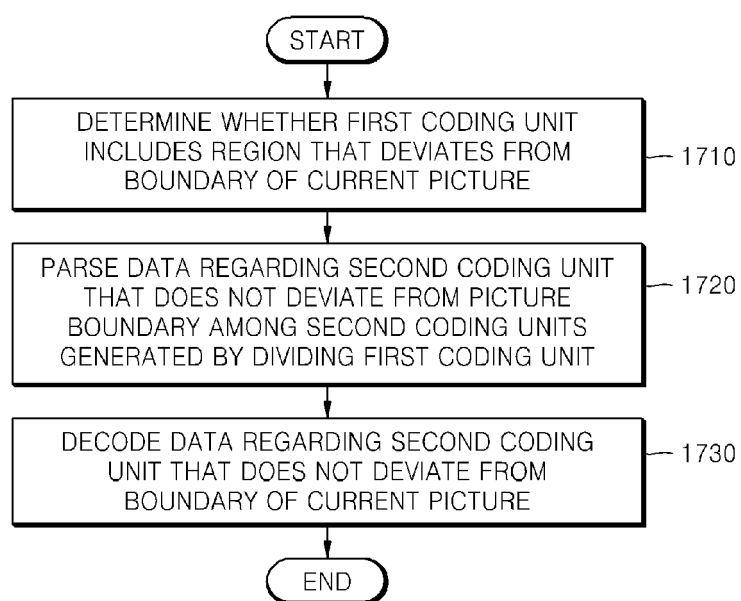 START
DETERMINE WHETHER FIRST CODING UNIT
INCLUDES REGION THAT DEVIATES FROM
BOUNDARY OF CURRENT PICTURE
1710
PARSE DATA REGARDING SECOND CODING UNIT
THAT DOES NOT DEVIATE FROM PICTURE
BOUNDARY AMONG SECOND CODING UNITS
GENERATED BY DIVIDING FIRST CODING UNIT
1720
DECODE DATA REGARDING SECOND CODING
UNIT THAT DOES NOT DEVIATE FROM
BOUNDARY OF CURRENT PICTURE
1730
END